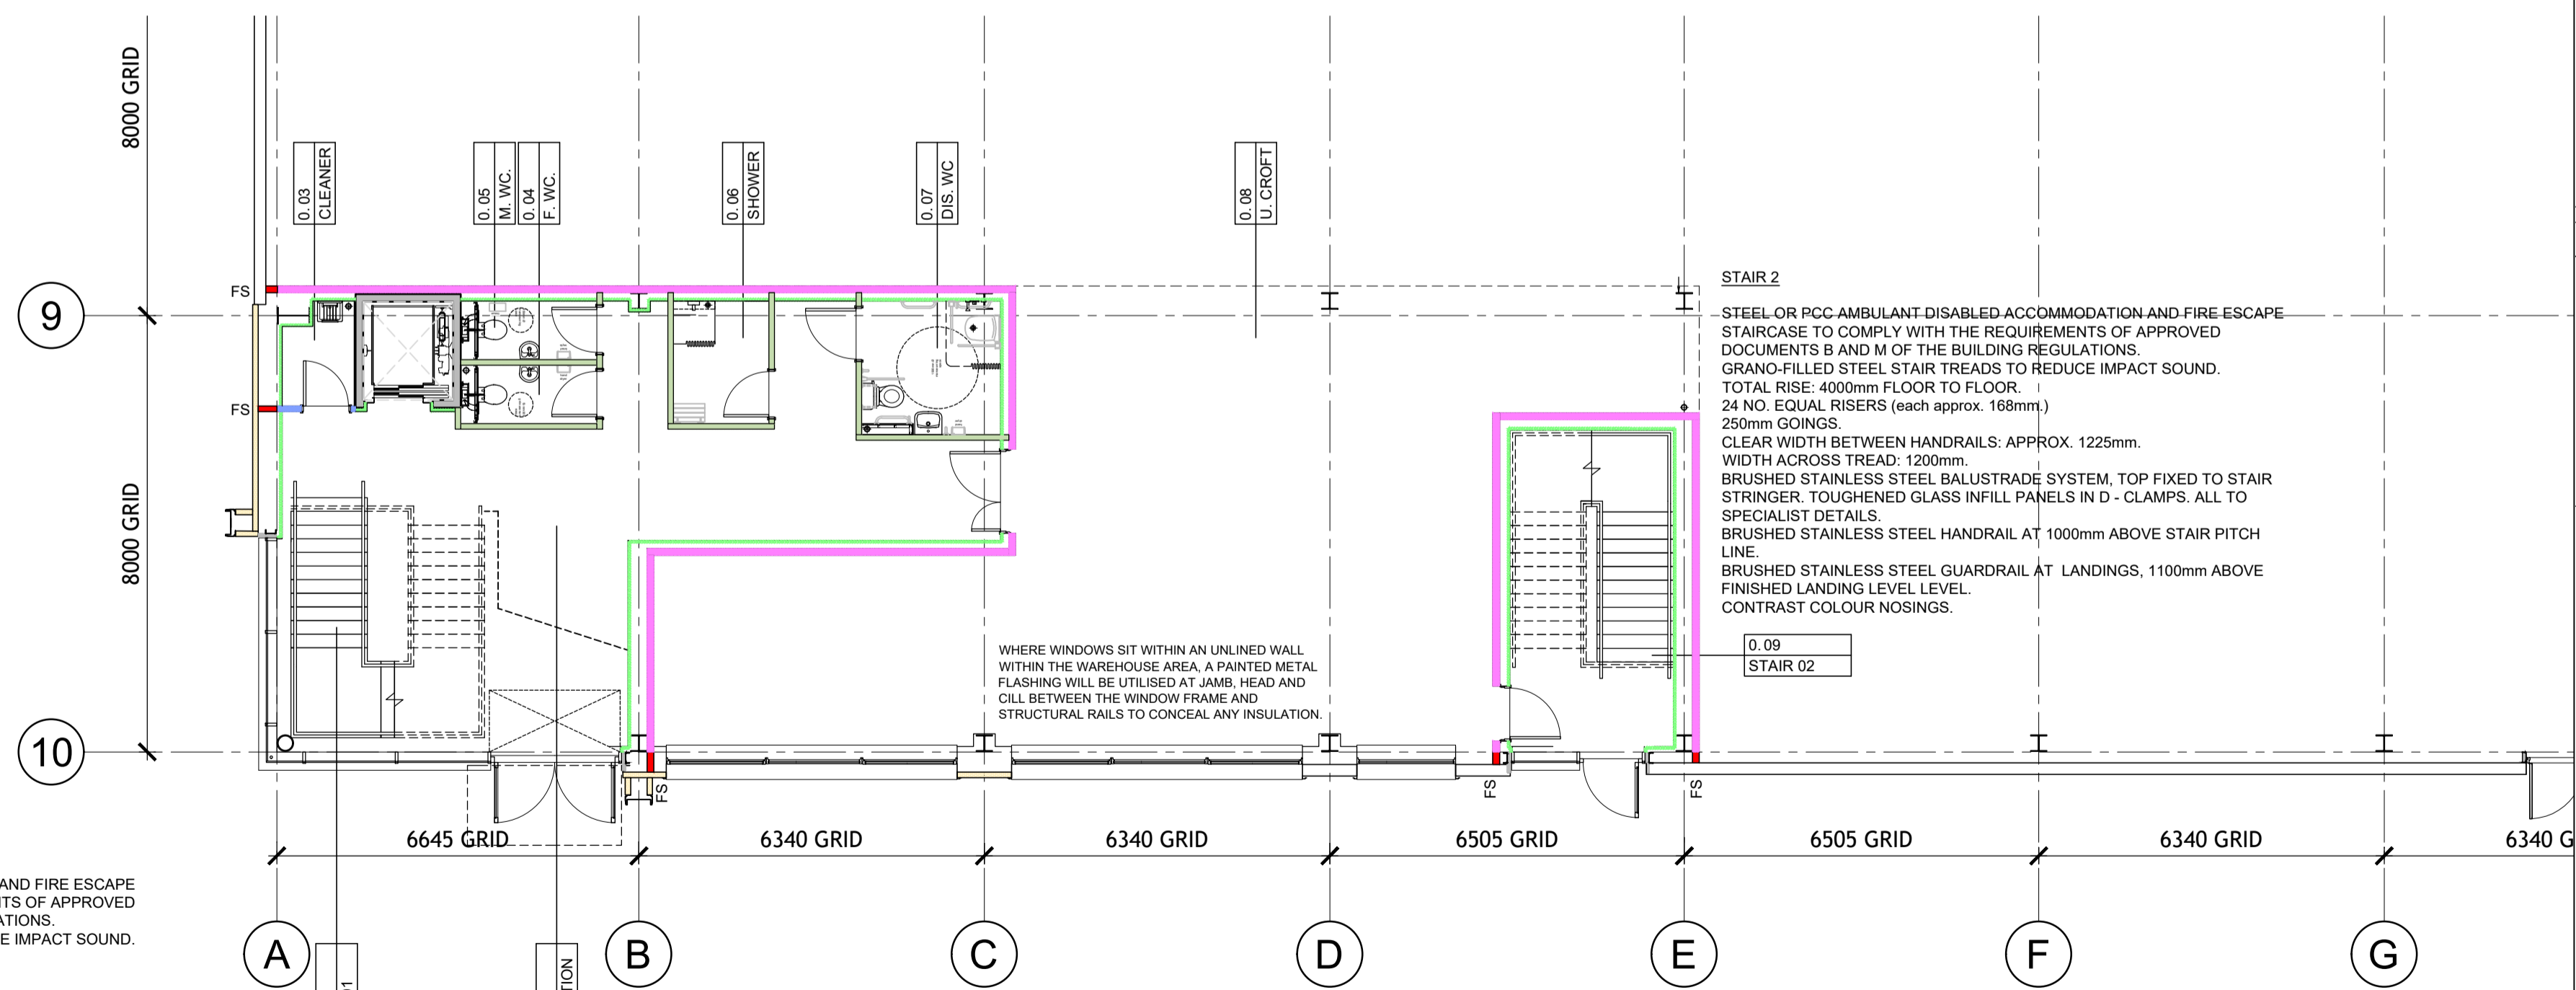 8000 GRID
8000 GRID
9
10
0.03
CLEANER
0.05
M. WC.
0.04
F. WC.
0.06
SHOWER
0.07
DIS. WC
0.08
U. CROFT
FS
FS
STAIR 2
STEEL OR PCC AMBULANT DISABLED ACCOMMODATION AND FIRE ESCAPE
STAIRCASE TO COMPLY WITH THE REQUIREMENTS OF APPROVED
DOCUMENTS B AND M OF THE BUILDING REGULATIONS.
GRANO-FILLED STEEL STAIR TREADS TO REDUCE IMPACT SOUND.
TOTAL RISE: 4000mm FLOOR TO FLOOR.
24 NO. EQUAL RISERS (each approx. 168mm.)
250mm GOINGS.
CLEAR WIDTH BETWEEN HANDRAILS: APPROX. 1225mm.
WIDTH ACROSS TREAD: 1200mm.
BRUSHED STAINLESS STEEL BALUSTRADE SYSTEM, TOP FIXED TO STAIR
STRINGER. TOUGHENED GLASS INFILL PANELS IN D - CLAMPS. ALL TO
SPECIALIST DETAILS.
BRUSHED STAINLESS STEEL HANDRAIL AT 1000mm ABOVE STAIR PITCH
LINE.
BRUSHED STAINLESS STEEL GUARDRAIL AT LANDINGS, 1100mm ABOVE
FINISHED LANDING LEVEL LEVEL.
CONTRAST COLOUR NOSINGS.
0.09
STAIR 02
WHERE WINDOWS SIT WITHIN AN UNLINED WALL
WITHIN THE WAREHOUSE AREA, A PAINTED METAL
FLASHING WILL BE UTILISED AT JAMB, HEAD AND
CILL BETWEEN THE WINDOW FRAME AND
STRUCTURAL RAILS TO CONCEAL ANY INSULATION.
FS
FS
FS
6645 GRID
6340 GRID
6340 GRID
6505 GRID
6505 GRID
6340 GRID
6340 G
AND FIRE ESCAPE
NTS OF APPROVED
ATIONS.
E IMPACT SOUND.
A
B
C
D
E
F
G
01
TION